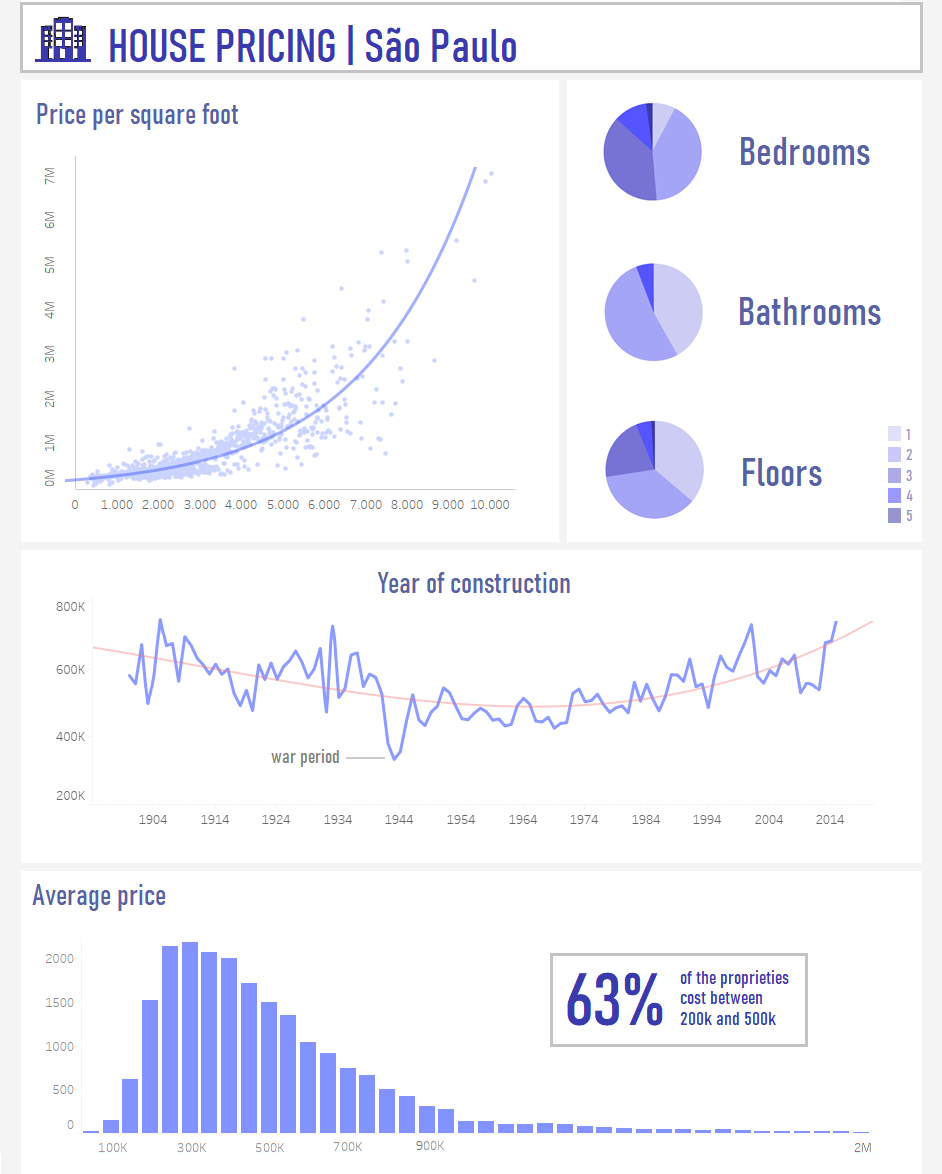 HOUSE PRICING | São Paulo
Price per square foot
7M
6M
5M
4M
3M
2M
1M
0M
0 1.000 2.000 3.000 4.000 5.000 6.000 7.000 8.000 9.000 10.000
Bedrooms
Bathrooms
Floors
1
2
3
4
5
Year of construction
800K
600K
400K
200K
war period
1904 1914 1924 1934 1944 1954 1964 1974 1984 1994 2004 2014
Average price
2000
1500
1000
500
0
63%
of the proprieties
cost between
200k and 500k
100K 300K 500K 700K 900K 2M